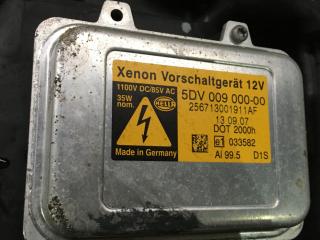 Xenon Vorschaltgerät 12V
1100V DC/85V AC
35W
nom.
HELLA
5DV 009 000-00
256713001911AF
13.09.07
DOT 2000h
e1 033582
Made in Germany
AI 99.5 D1S